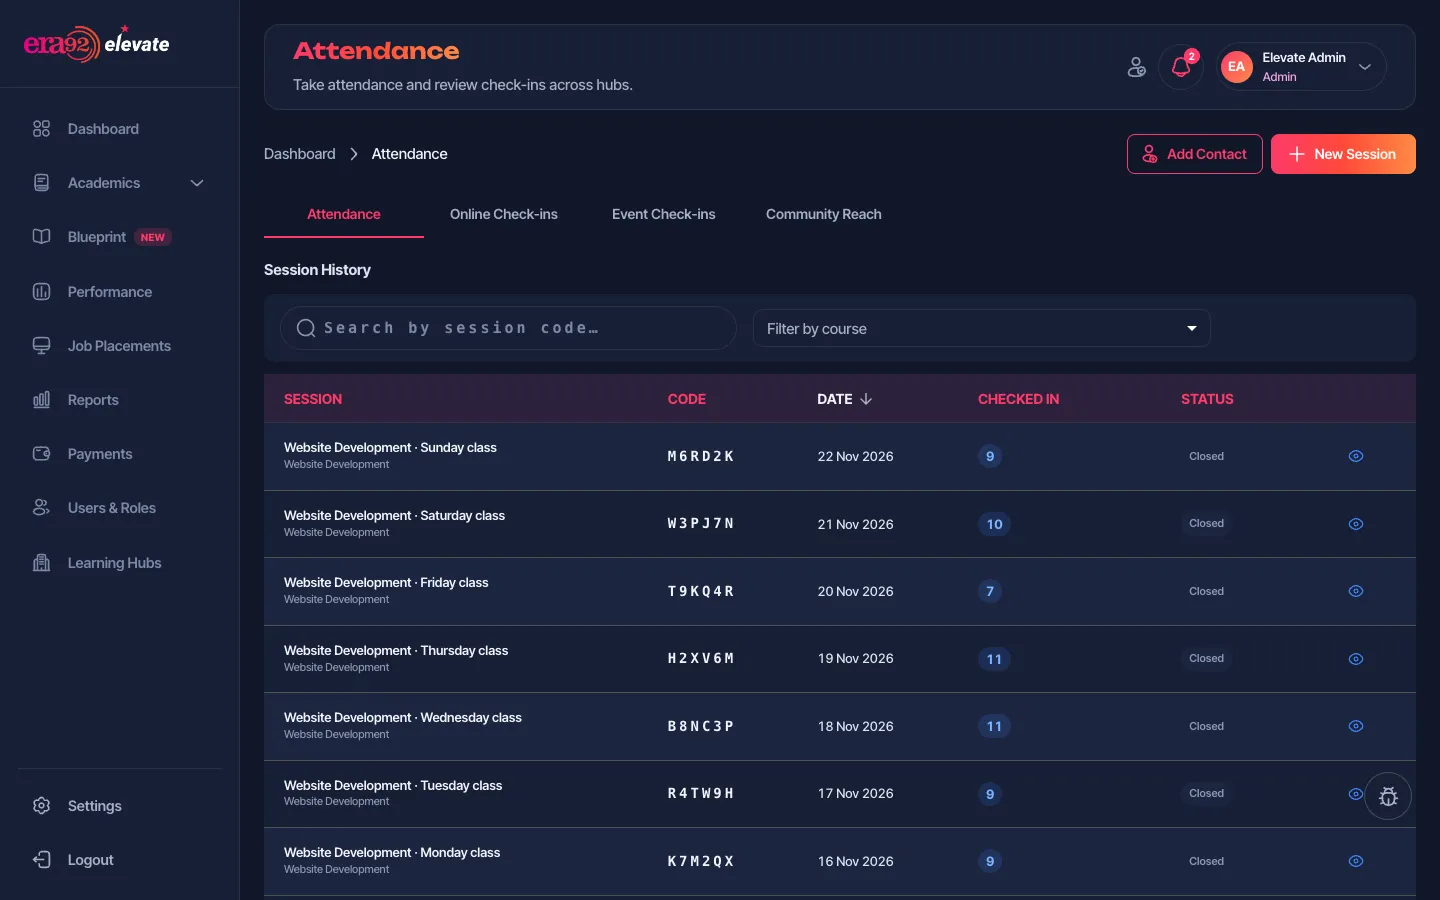 era92 elevate
Attendance
Take attendance and review check-ins across hubs.
2
EA
Elevate Admin
Admin
Dashboard
Academics
Blueprint NEW
Performance
Job Placements
Reports
Payments
Users & Roles
Learning Hubs
Settings
Logout
Dashboard > Attendance
Add Contact
New Session
Attendance Online Check-ins Event Check-ins Community Reach
Session History
Search by session code…
Filter by course
SESSION CODE DATE CHECKED IN STATUS
Website Development · Sunday class
Website Development
M6RD2K 22 Nov 2026 9 Closed
Website Development · Saturday class
Website Development
W3PJ7N 21 Nov 2026 10 Closed
Website Development · Friday class
Website Development
T9KQ4R 20 Nov 2026 7 Closed
Website Development · Thursday class
Website Development
H2XV6M 19 Nov 2026 11 Closed
Website Development · Wednesday class
Website Development
B8NC3P 18 Nov 2026 11 Closed
Website Development · Tuesday class
Website Development
R4TW9H 17 Nov 2026 9 Closed
Website Development · Monday class
Website Development
K7M2QX 16 Nov 2026 9 Closed